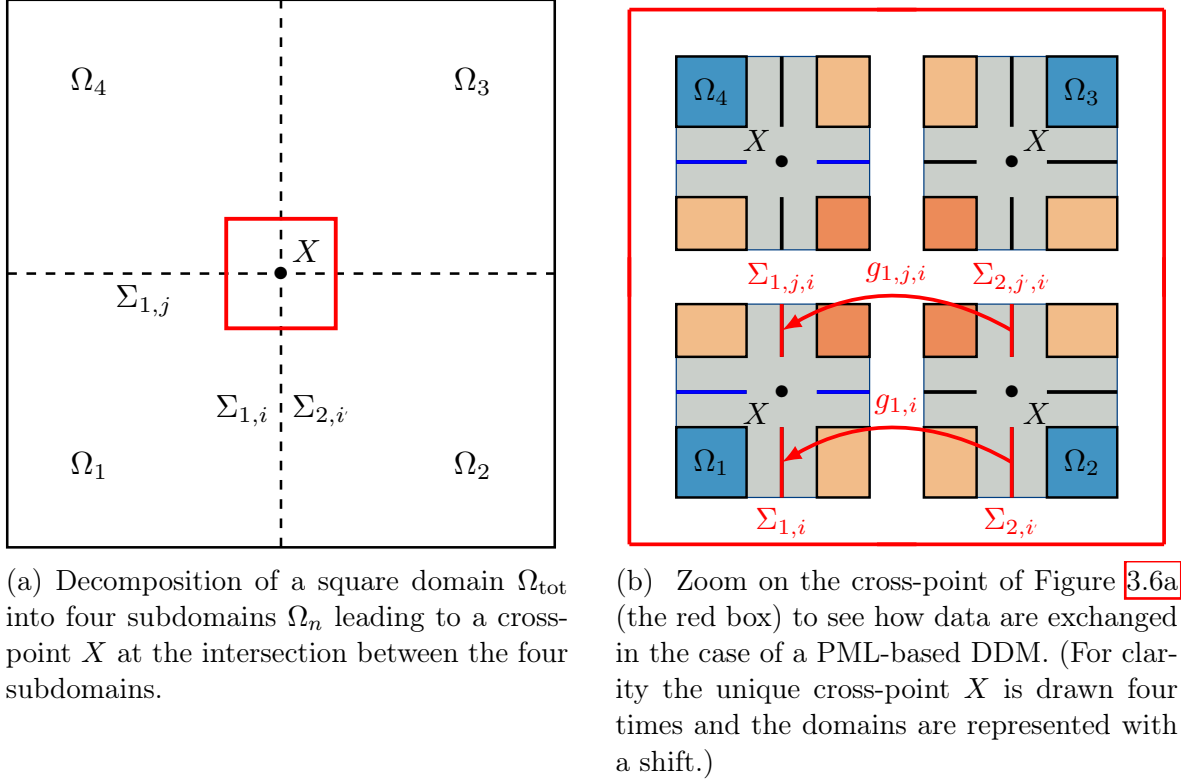 Ω4
Ω3
X
Σ1,j
Σ1,i
Σ2,i′
Ω1
Ω2
Ω4
Ω3
X
X
Σ1,j,i
g1,j,i
Σ2,j′,i′
X
g1,i
X
Ω1
Ω2
Σ1,i
Σ2,i′
(a) Decomposition of a square domain Ωtot
into four subdomains Ωn leading to a cross-
point X at the intersection between the four
subdomains.
(b) Zoom on the cross-point of Figure 3.6a
(the red box) to see how data are exchanged
in the case of a PML-based DDM. (For clar-
ity the unique cross-point X is drawn four
times and the domains are represented with
a shift.)